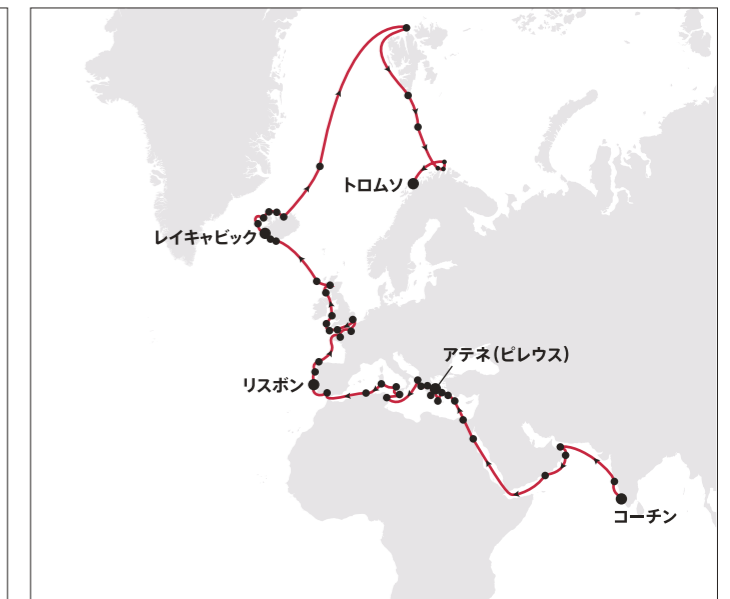 トロムソ
レイキャビック
アテネ(ピレウス)
リスボン
コーチン